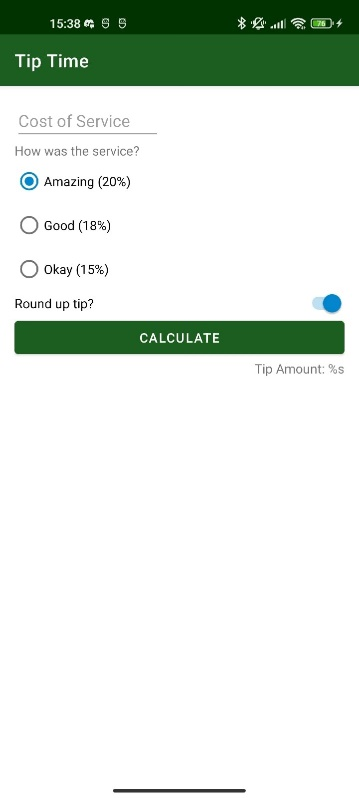 15:38
76
Tip Time
Cost of Service
How was the service?
Amazing (20%)
Good (18%)
Okay (15%)
Round up tip?
CALCULATE
Tip Amount: %s